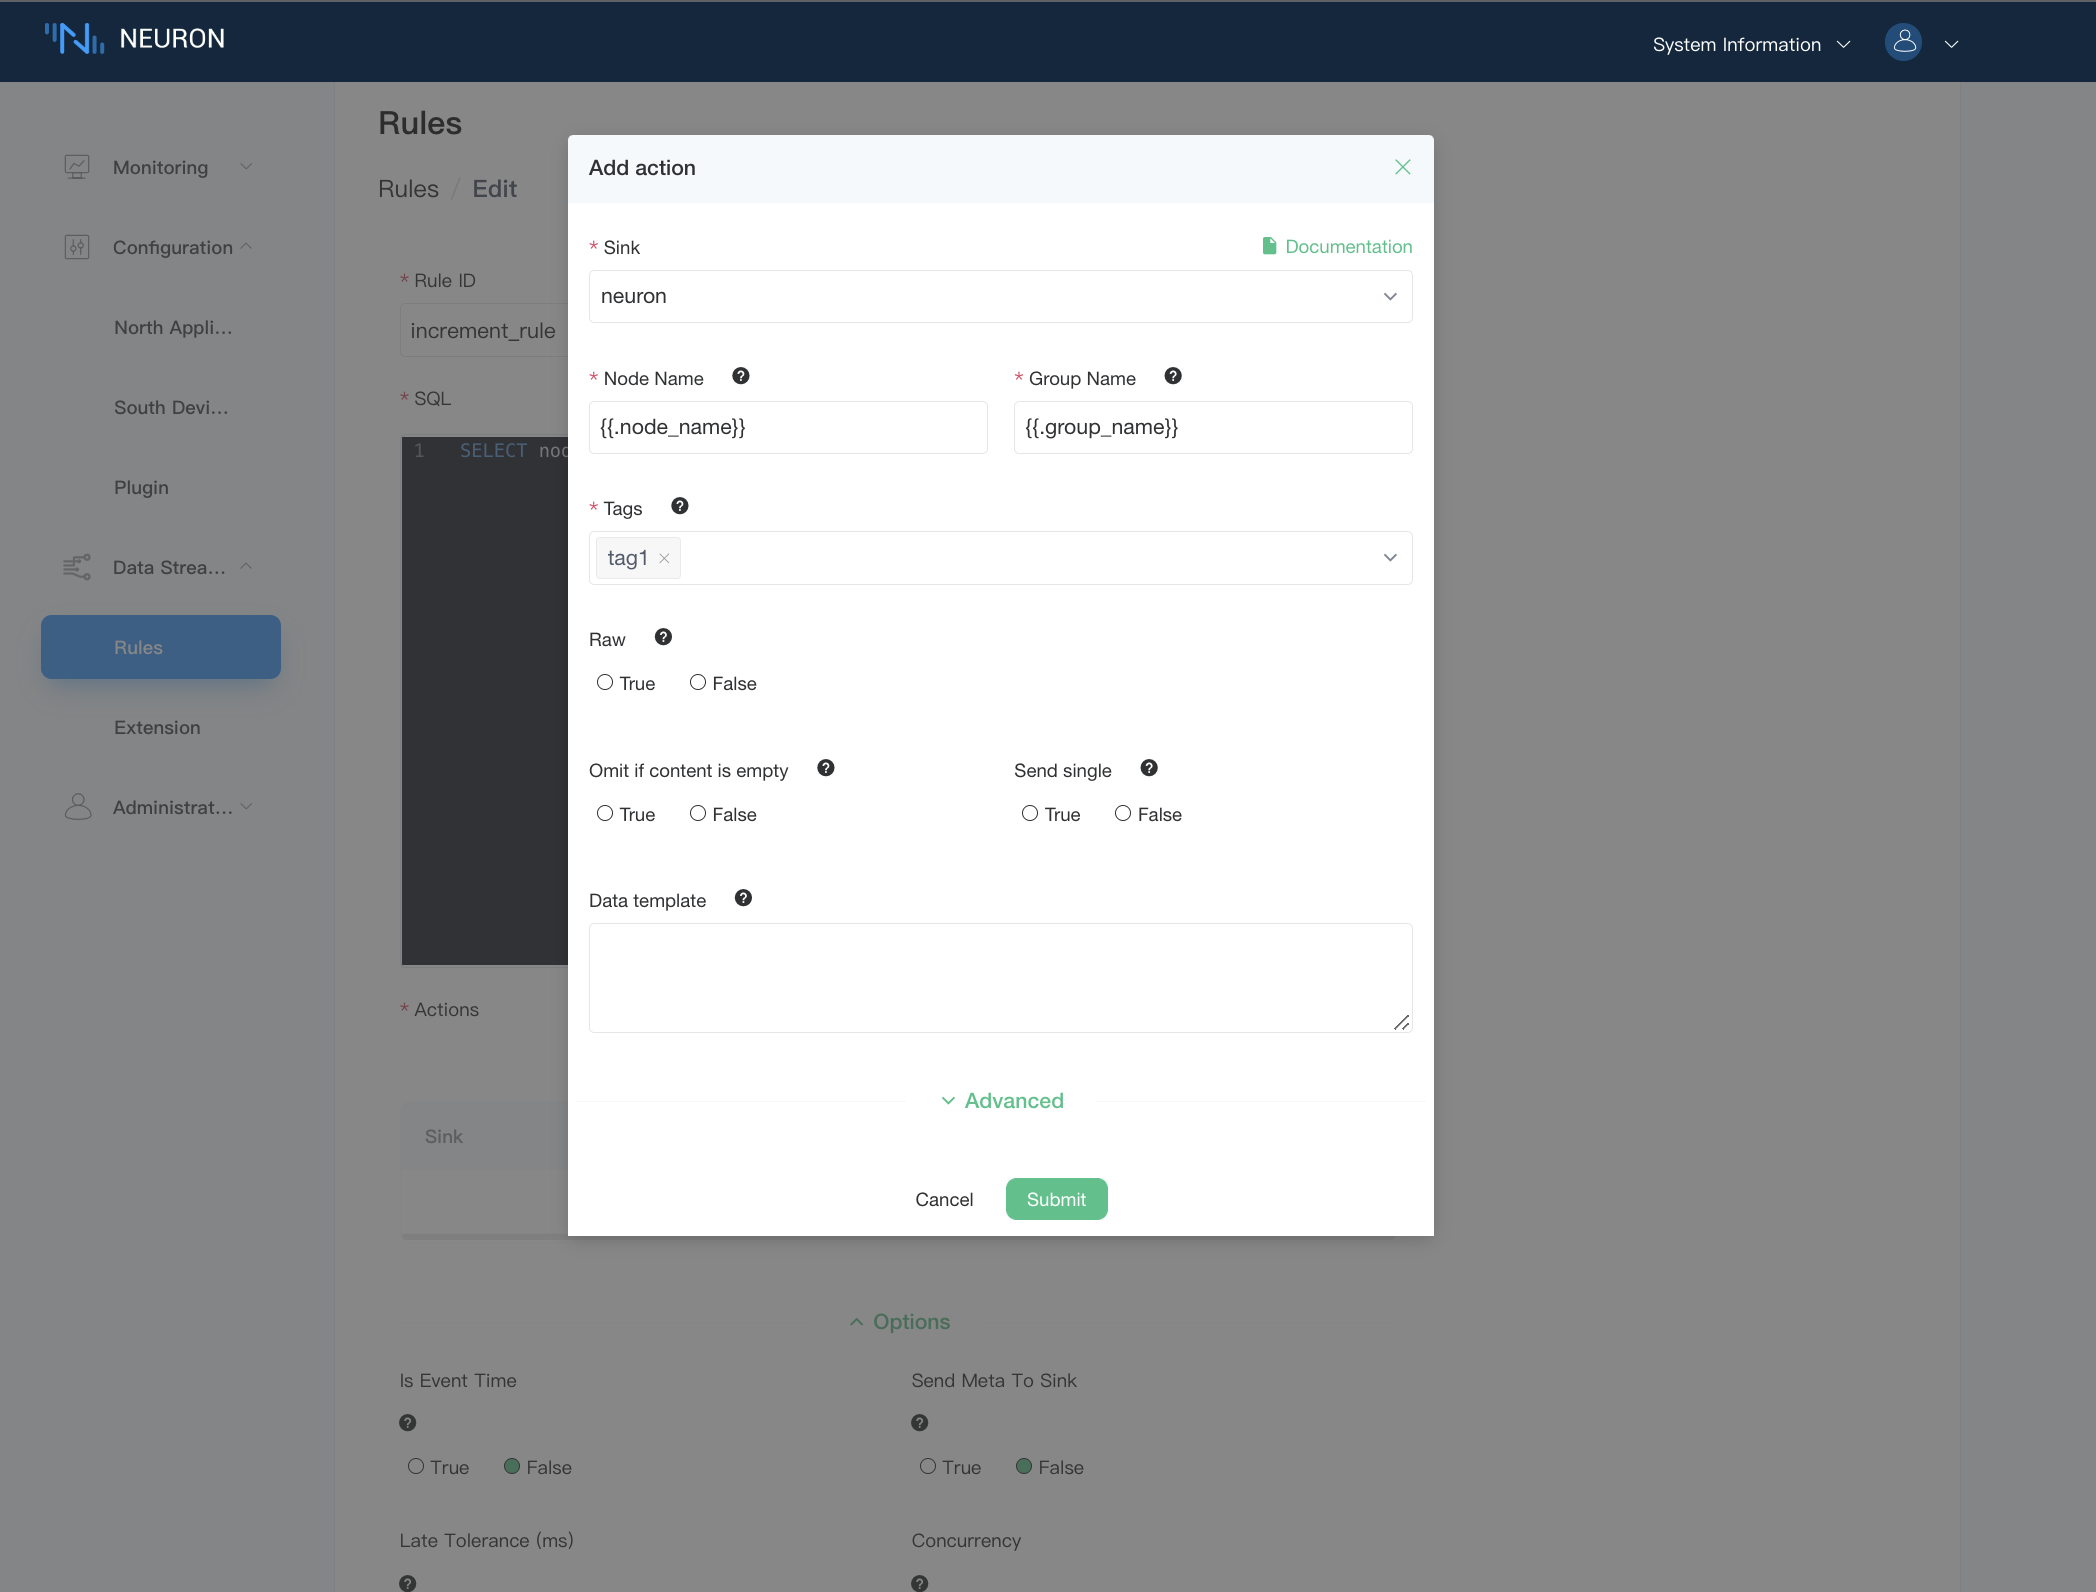 NEURON
System Information
Monitoring
Configuration
North Appli...
South Devi...
Plugin
Data Strea...
Rules
Extension
Administrat...
Rules
Rules / Edit
* Rule ID
increment_rule
* SQL
1 SELECT
* Actions
Sink
Add action
* Sink
Documentation
neuron
* Node Name ?
* Group Name ?
{{.node_name}}
{{.group_name}}
* Tags ?
tag1 ×
Raw ?
True False
Omit if content is empty ?
Send single ?
True False
True False
Data template ?
Advanced
Cancel Submit
Options
Is Event Time
Send Meta To Sink
?
?
True False
True False
Late Tolerance (ms)
Concurrency
?
?